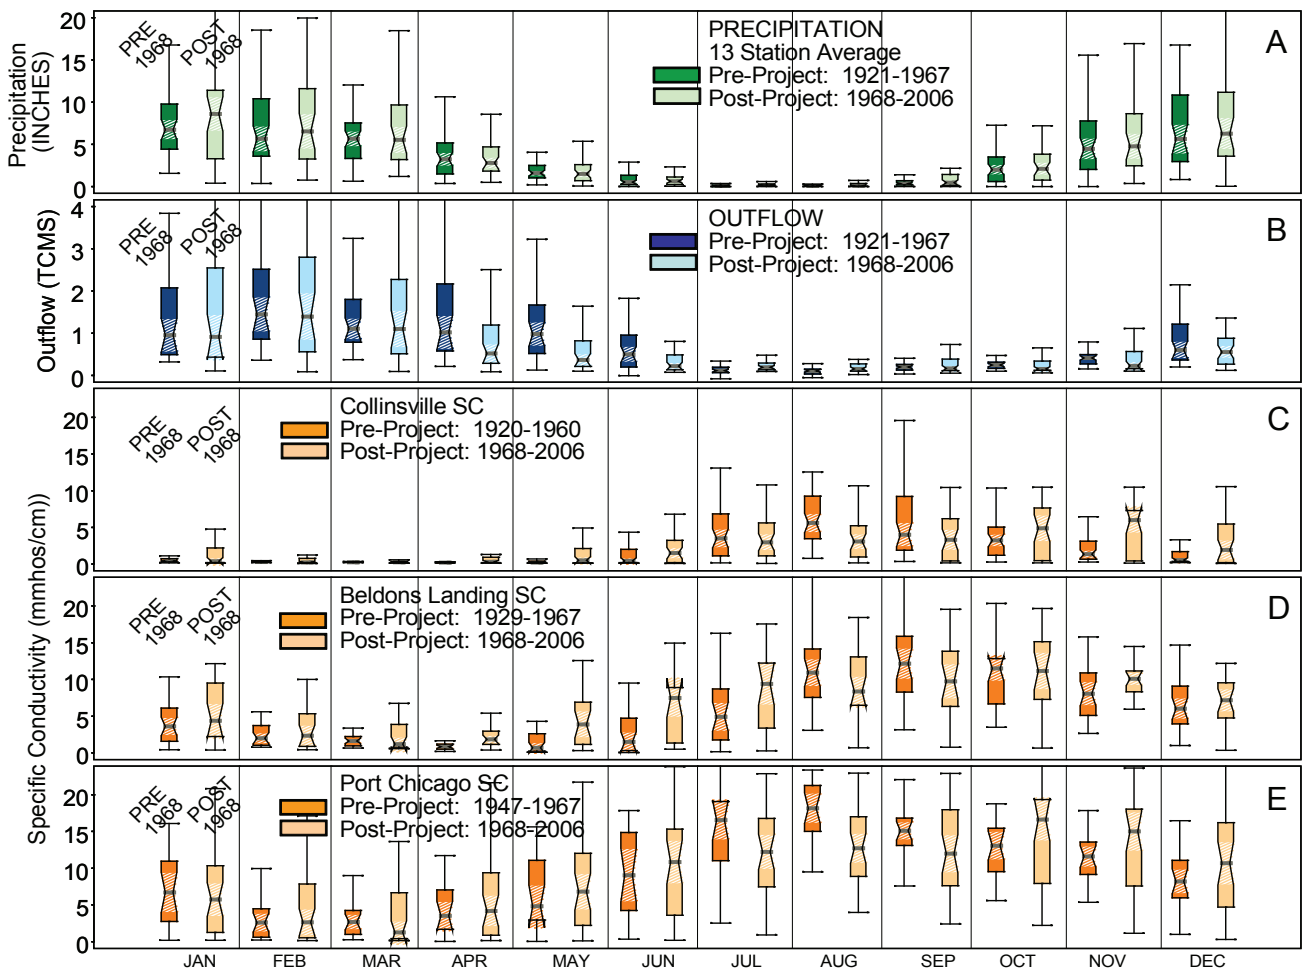 Precipitation
(INCHES)
20
15
10
5
0
PRE
1968
POST
1968
PRECIPITATION
13 Station Average
Pre-Project: 1921-1967
Post-Project: 1968-2006
A
Outflow (TCMS)
4
3
2
1
0
PRE
1968
POST
1968
OUTFLOW
Pre-Project: 1921-1967
Post-Project: 1968-2006
B
Specific Conductivity (mmhos/cm))
20
15
10
5
0
PRE
1968
POST
1968
Collinsville SC
Pre-Project: 1920-1960
Post-Project: 1968-2006
C
20
15
10
5
0
PRE
1968
POST
1968
Beldons Landing SC
Pre-Project: 1929-1967
Post-Project: 1968-2006
D
20
15
10
5
0
PRE
1968
POST
1968
Port Chicago SC
Pre-Project: 1947-1967
Post-Project: 1968-2006
E
JAN FEB MAR APR MAY JUN JUL AUG SEP OCT NOV DEC